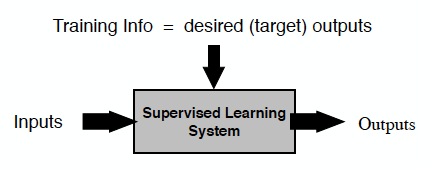 Training Info = desired (target) outputs
Inputs
Supervised Learning
System
Outputs